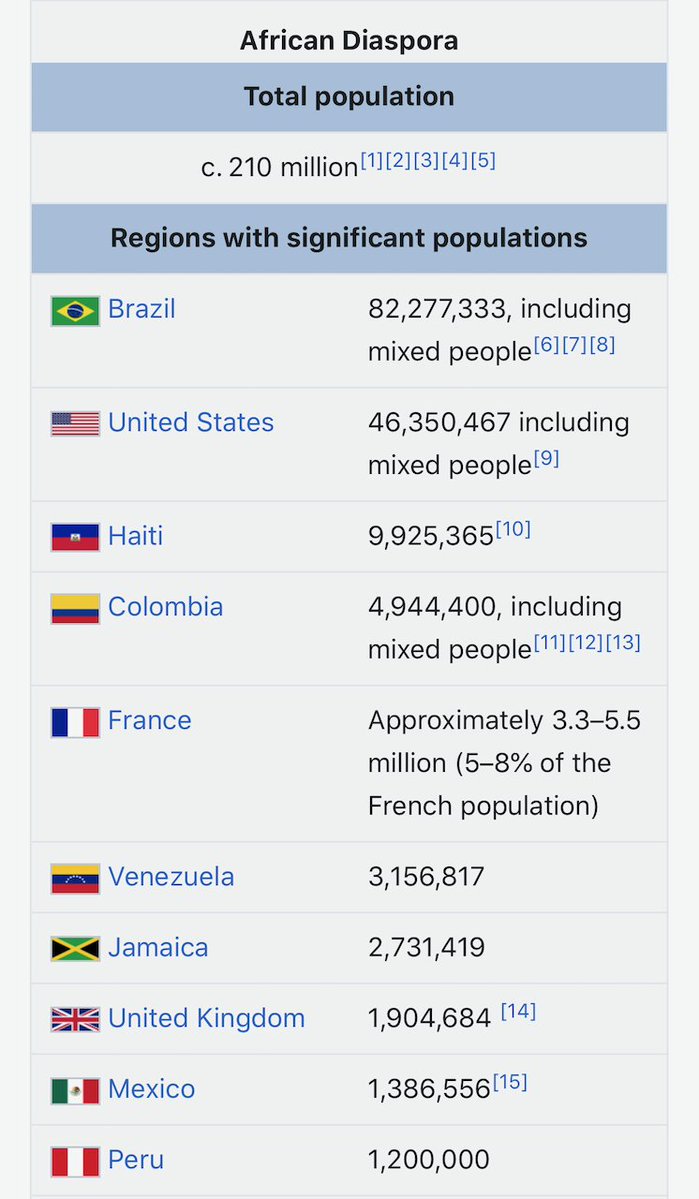 African Diaspora
Total population
c. 210 million[1][2][3][4][5]
Regions with significant populations
Brazil 82,277,333, including
mixed people[6][7][8]
United States 46,350,467 including
mixed people[9]
Haiti 9,925,365[10]
Colombia 4,944,400, including
mixed people[11][12][13]
France Approximately 3.3–5.5
million (5–8% of the
French population)
Venezuela 3,156,817
Jamaica 2,731,419
United Kingdom 1,904,684 [14]
Mexico 1,386,556[15]
Peru 1,200,000